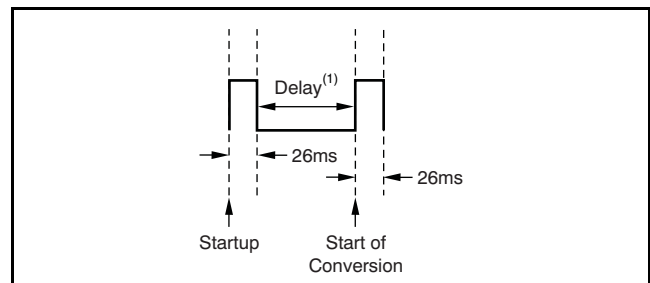 Delay(1)
26ms
26ms
Startup
Start of
Conversion